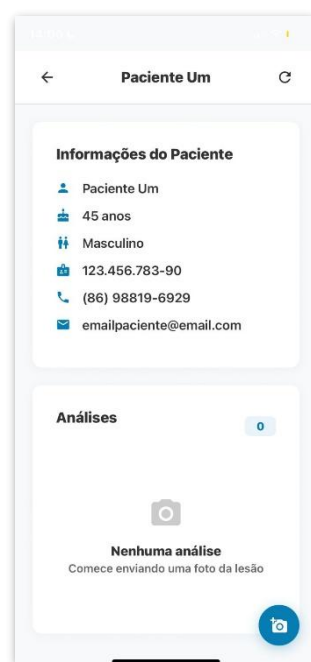 Paciente Um
Informações do Paciente
Paciente Um
45 anos
Masculino
123.456.783-90
(86) 98819-6929
emailpaciente@email.com
Análises
0
Nenhuma análise
Comece enviando uma foto da lesão